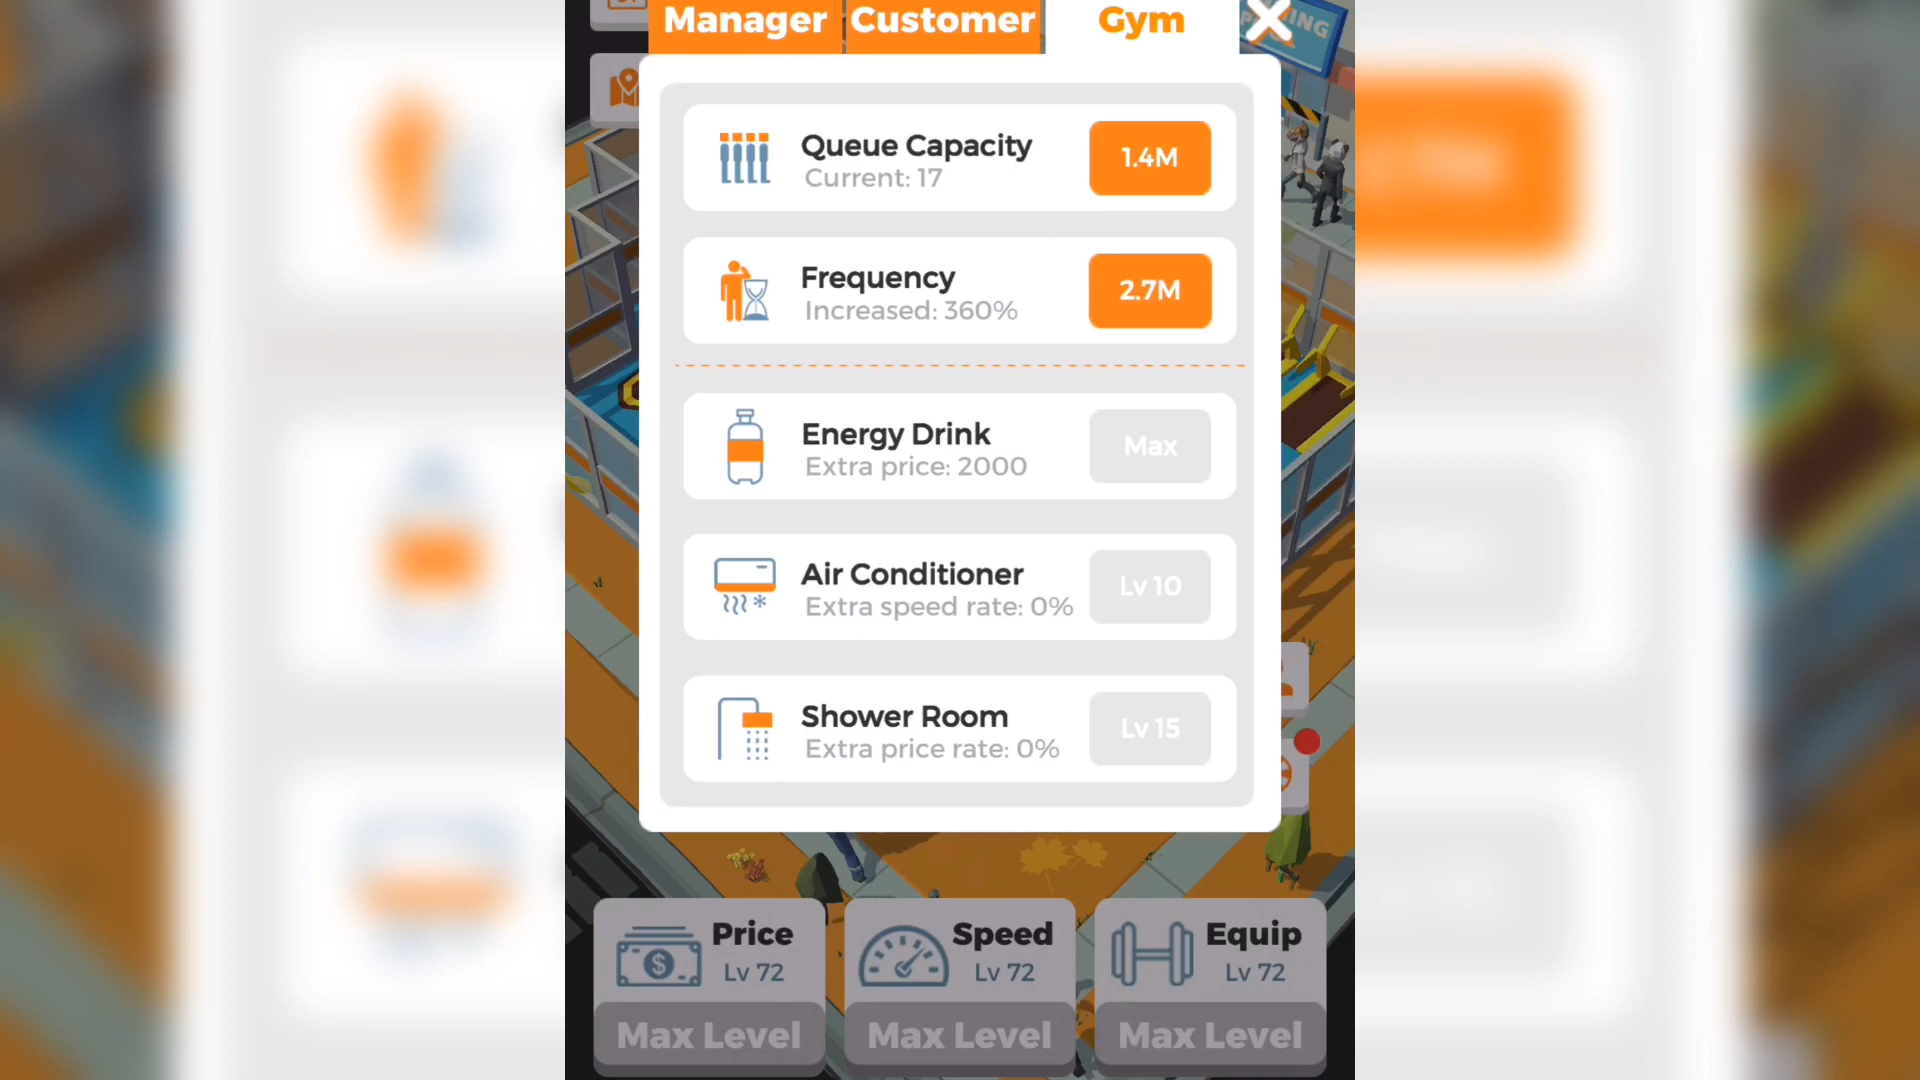 Manager
Customer
Gym
Queue Capacity
Current: 17
1.4M
Frequency
Increased: 360%
2.7M
Energy Drink
Extra price: 2000
Max
Air Conditioner
Extra speed rate: 0%
Lv 10
Shower Room
Extra price rate: 0%
Lv 15
Price
Lv 72
Max Level
Speed
Lv 72
Max Level
Equip
Lv 72
Max Level